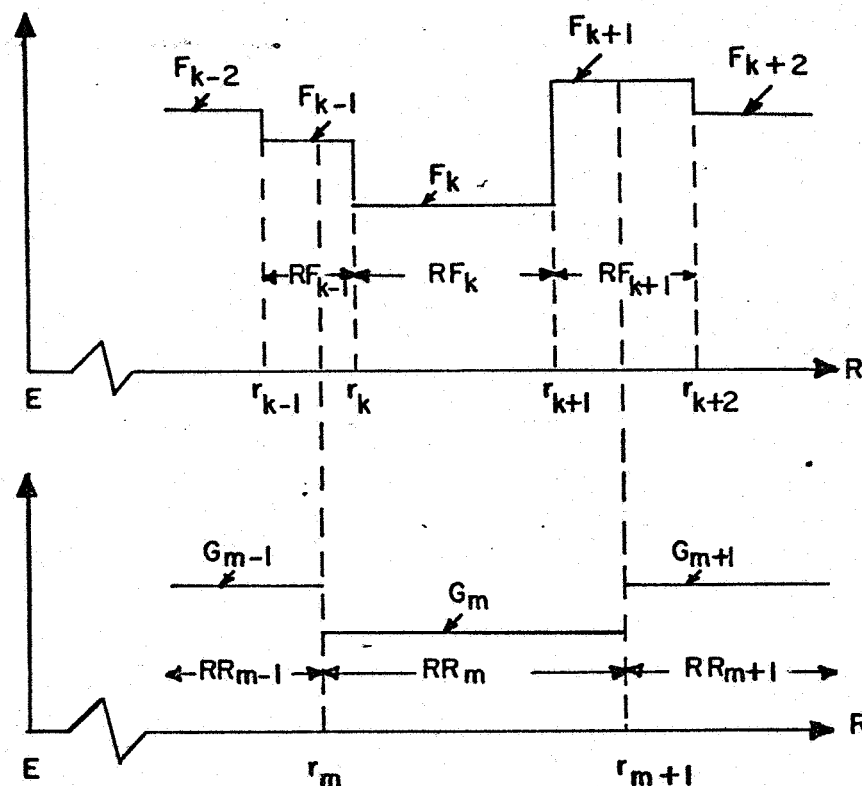 F_{k+1}
F_{k-2} F_{k-1} F_{k+2}
F_k
RF_{k-1} RF_k RF_{k+1}
R
E r_{k-1} r_k r_{k+1} r_{k+2}
G_{m-1} G_m G_{m+1}
RR_{m-1} RR_m RR_{m+1}
R
E r_m r_{m+1}